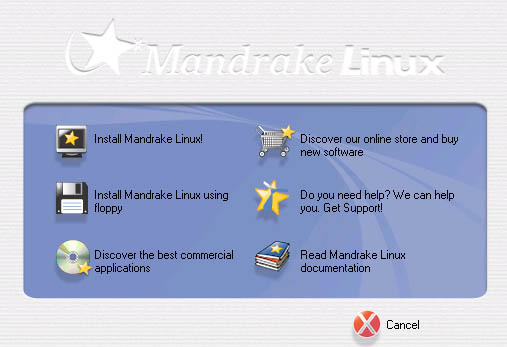 Mandrake Linux
Install Mandrake Linux!
Discover our online store and buy
new software
Install Mandrake Linux using
floppy
Do you need help? We can help
you. Get Support!
Discover the best commercial
applications
Read Mandrake Linux
documentation
Cancel